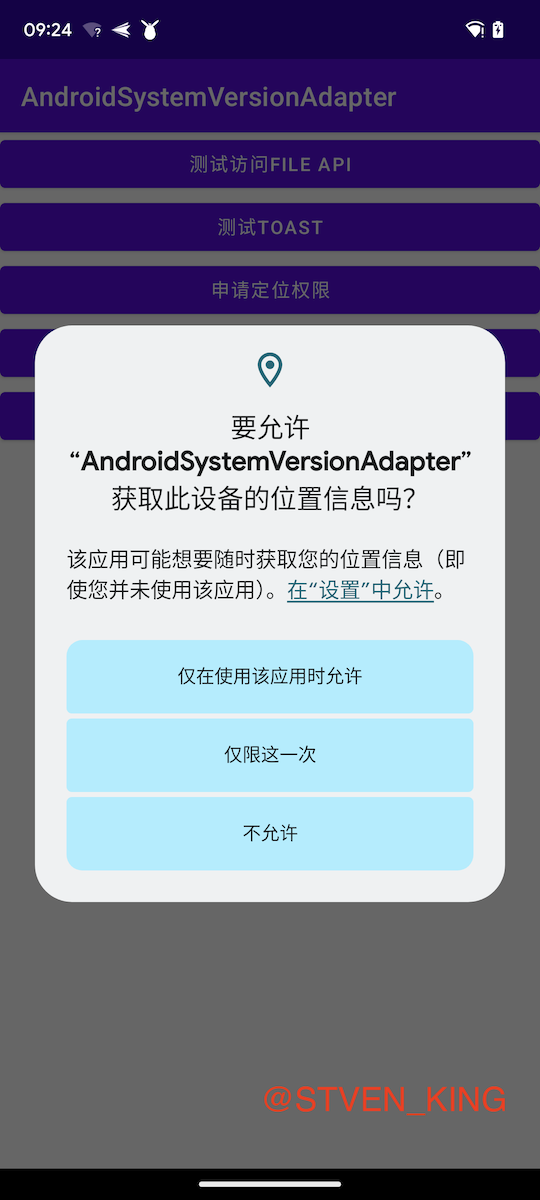 09:24
AndroidSystemVersionAdapter
测试访问FILE API
测试TOAST
申请定位权限
要允许
“AndroidSystemVersionAdapter”
获取此设备的位置信息吗?
该应用可能想要随时获取您的位置信息（即
使您并未使用该应用）。在“设置”中允许。
仅在使用该应用时允许
仅限这一次
不允许
@STVEN_KING